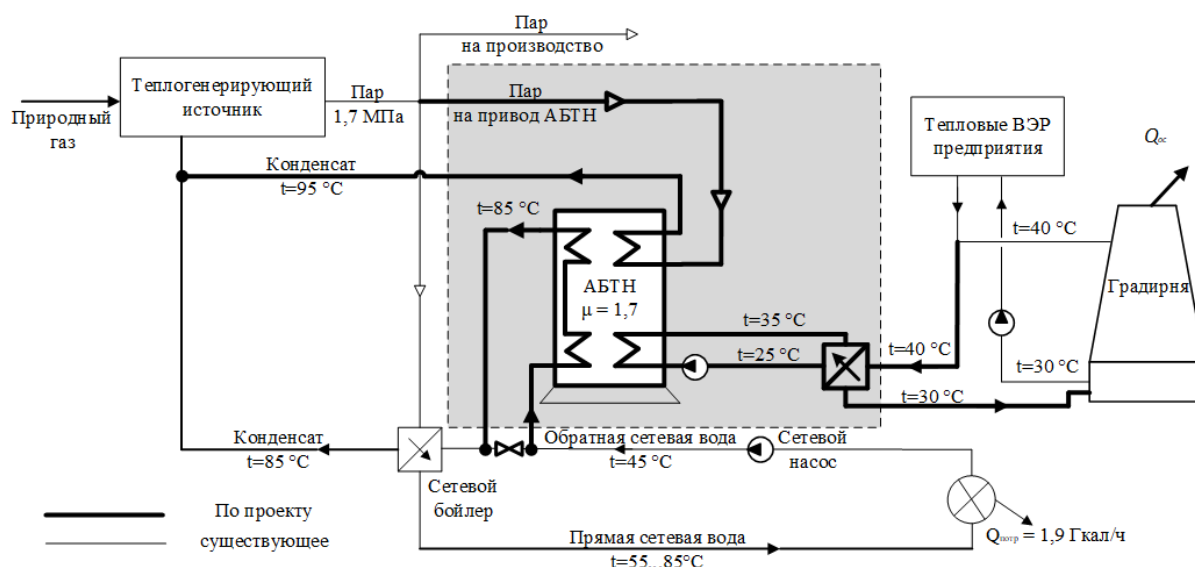 Пар
на производство
Теплогенерирующий
источник
Природный
газ
Пар
1,7 МПа
Пар
на привод АБТН
Тепловые ВЭР
предприятия
Qос
Конденсат
t=95 °C
t=85 °C
t=40 °C
АБТН
μ = 1,7
Градирня
t=35 °C
t=25 °C
t=40 °C
t=30 °C
t=30 °C
Конденсат
t=85 °C
Обратная сетевая вода
t=45 °C
Сетевой
насос
Сетевой
бойлер
По проекту
существующее
Прямая сетевая вода
t=55...85°C
Qпотр = 1,9 Гкал/ч